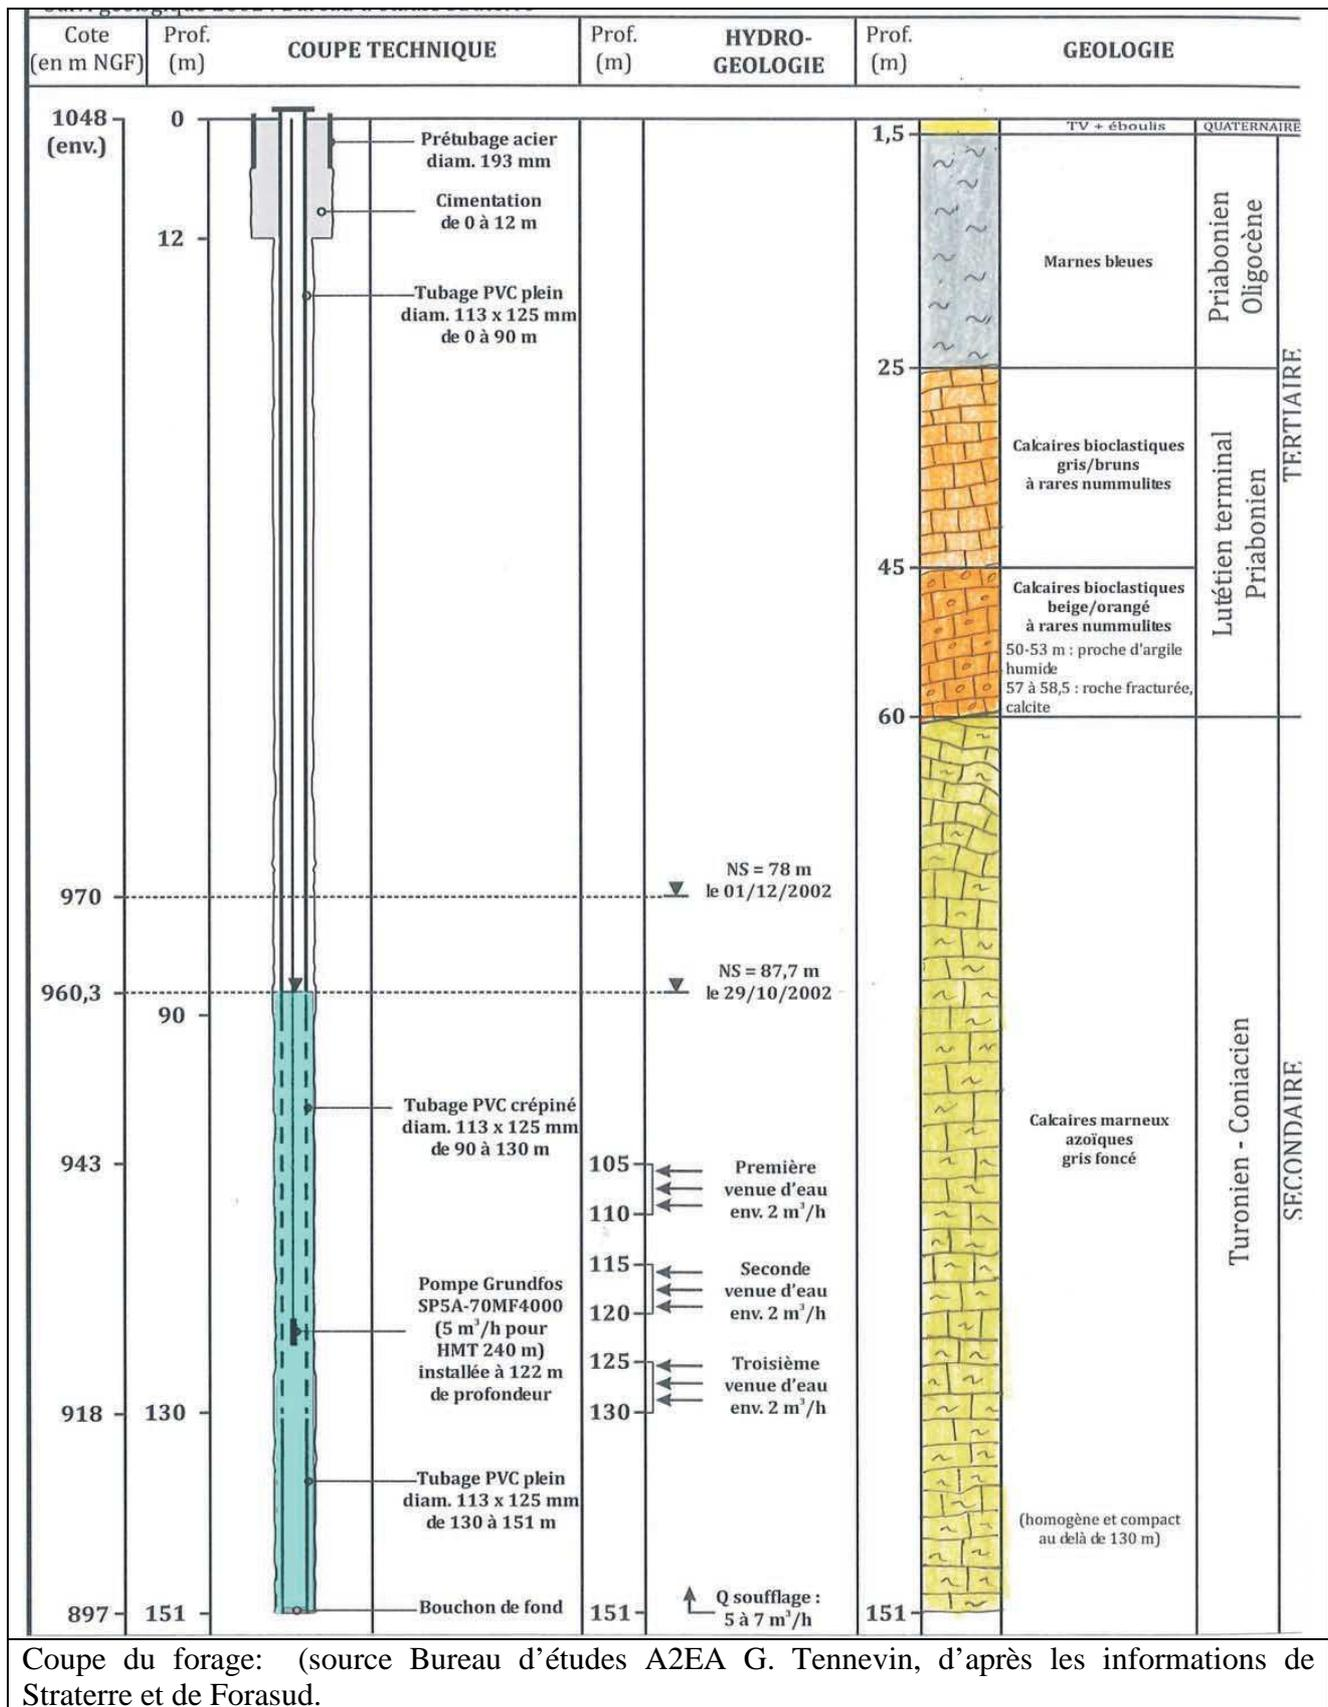 Cote
(en m NGF)
Prof.
(m)
COUPE TECHNIQUE
Prof.
(m)
HYDRO-
GEOLOGIE
Prof.
(m)
GEOLOGIE
1048
(env.)
970
960,3
943
918
897
0
12
90
130
151
Prétubage acier
diam. 193 mm
Cimentation
de 0 à 12 m
Tubage PVC plein
diam. 113 x 125 mm
de 0 à 90 m
Tubage PVC crépiné
diam. 113 x 125 mm
de 90 à 130 m
Pompe Grundfos
SP5A-70MF4000
(5 m³/h pour
HMT 240 m)
installée à 122 m
de profondeur
Tubage PVC plein
diam. 113 x 125 mm
de 130 à 151 m
Bouchon de fond
105
110
115
120
125
130
151
NS = 78 m
le 01/12/2002
NS = 87,7 m
le 29/10/2002
Première
venue d'eau
env. 2 m³/h
Seconde
venue d'eau
env. 2 m³/h
Troisième
venue d'eau
env. 2 m³/h
Q soufflage :
5 à 7 m³/h
1,5
25
45
60
151
TV + éboulis
QUATERNAIRE
Marnes bleues
Priabonien
Oligocène
Calcaires bioclastiques
gris/bruns
à rares nummulites
Calcaires bioclastiques
beige/orangé
à rares nummulites
50-53 m : proche d'argile
humide
57 à 58,5 : roche fracturée,
calcite
Lutétien terminal
Priabonien
TERTIAIRE
Calcaires marneux
azoïques
gris foncé
(homogène et compact
au delà de 130 m)
Turonien - Coniacien
SECONDAIRE
Coupe du forage: (source Bureau d'études A2EA G. Tennevin, d'après les informations de
Straterre et de Forasud.